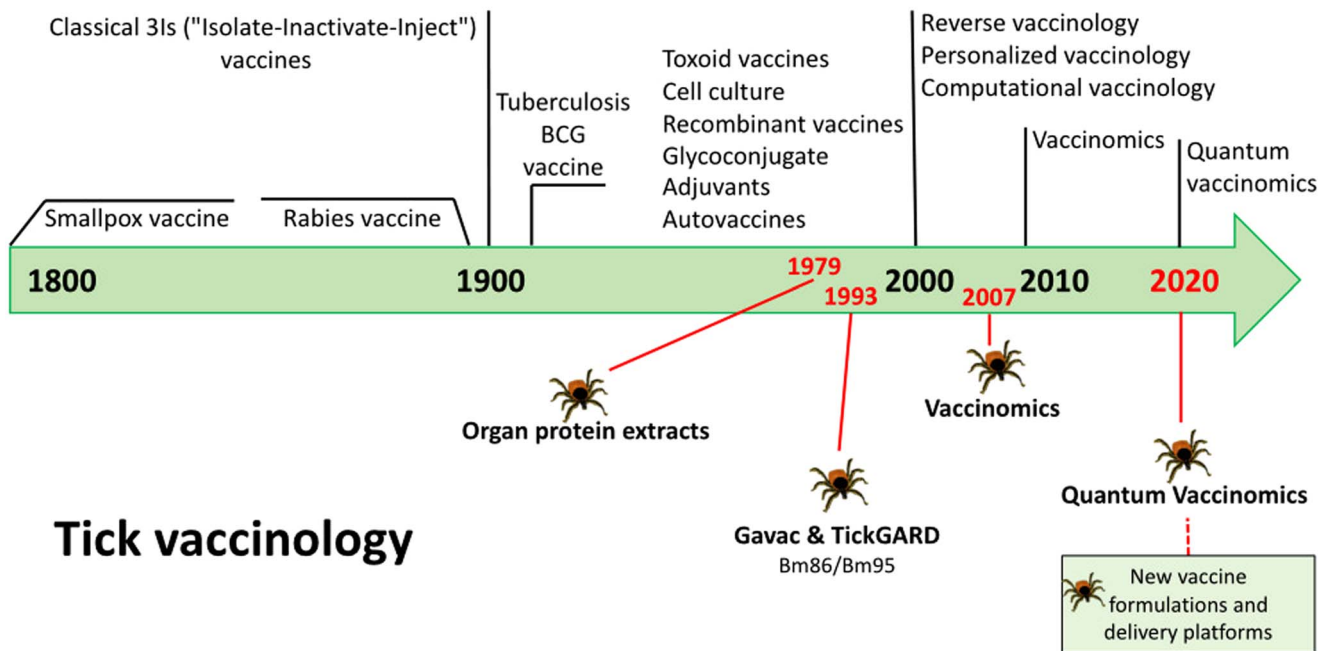 Classical 3Is ("Isolate-Inactivate-Inject")
vaccines
Smallpox vaccine
Rabies vaccine
Tuberculosis
BCG
vaccine
Toxoid vaccines
Cell culture
Recombinant vaccines
Glycoconjugate
Adjuvants
Autovaccines
Reverse vaccinology
Personalized vaccinology
Computational vaccinology
Vaccinomics
Quantum
vaccinomics
1800
1900
1979
1993
2000
2007
2010
2020
Organ protein extracts
Gavac & TickGARD
Bm86/Bm95
Vaccinomics
Quantum Vaccinomics
New vaccine
formulations and
delivery platforms
Tick vaccinology